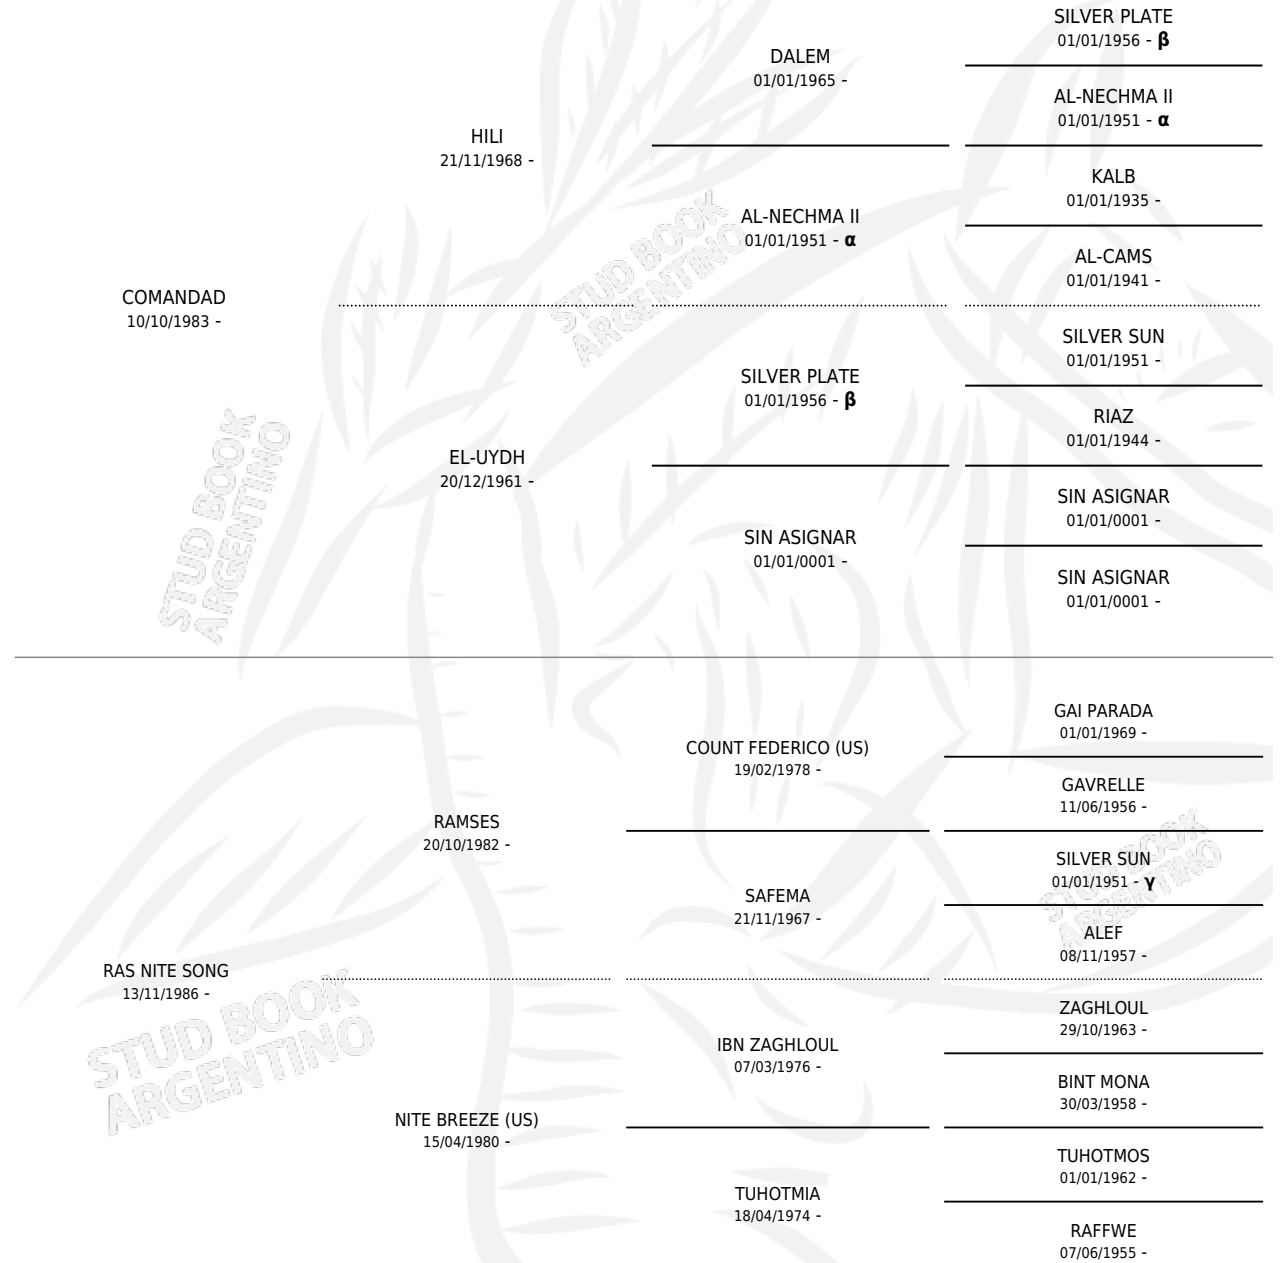 SILVER PLATE
01/01/1956 - β
DALEM
01/01/1965 -
AL-NECHMA II
01/01/1951 - α
HILI
21/11/1968 -
KALB
01/01/1935 -
AL-NECHMA II
01/01/1951 - α
AL-CAMS
01/01/1941 -
COMANDAD
10/10/1983 -
SILVER SUN
01/01/1951 -
SILVER PLATE
01/01/1956 - β
RIAZ
01/01/1944 -
EL-UYDH
20/12/1961 -
SIN ASIGNAR
01/01/0001 -
SIN ASIGNAR
01/01/0001 -
SIN ASIGNAR
01/01/0001 -
STUD BOOK
ARGENTINO
STUD BOOK
ARGENTINO
GAI PARADA
01/01/1969 -
COUNT FEDERICO (US)
19/02/1978 -
GAVRELLE
11/06/1956 -
RAMSES
20/10/1982 -
SILVER SUN
01/01/1951 - γ
SAFEMA
21/11/1967 -
ALEF
08/11/1957 -
RAS NITE SONG
13/11/1986 -
ZAGHLOUL
29/10/1963 -
IBN ZAGHLOUL
07/03/1976 -
BINT MONA
30/03/1958 -
NITE BREEZE (US)
15/04/1980 -
TUHOTMOS
01/01/1962 -
TUHOTMIA
18/04/1974 -
RAFFWE
07/06/1955 -
STUD BOOK
ARGENTINO
STUD BOOK
ARGENTINO